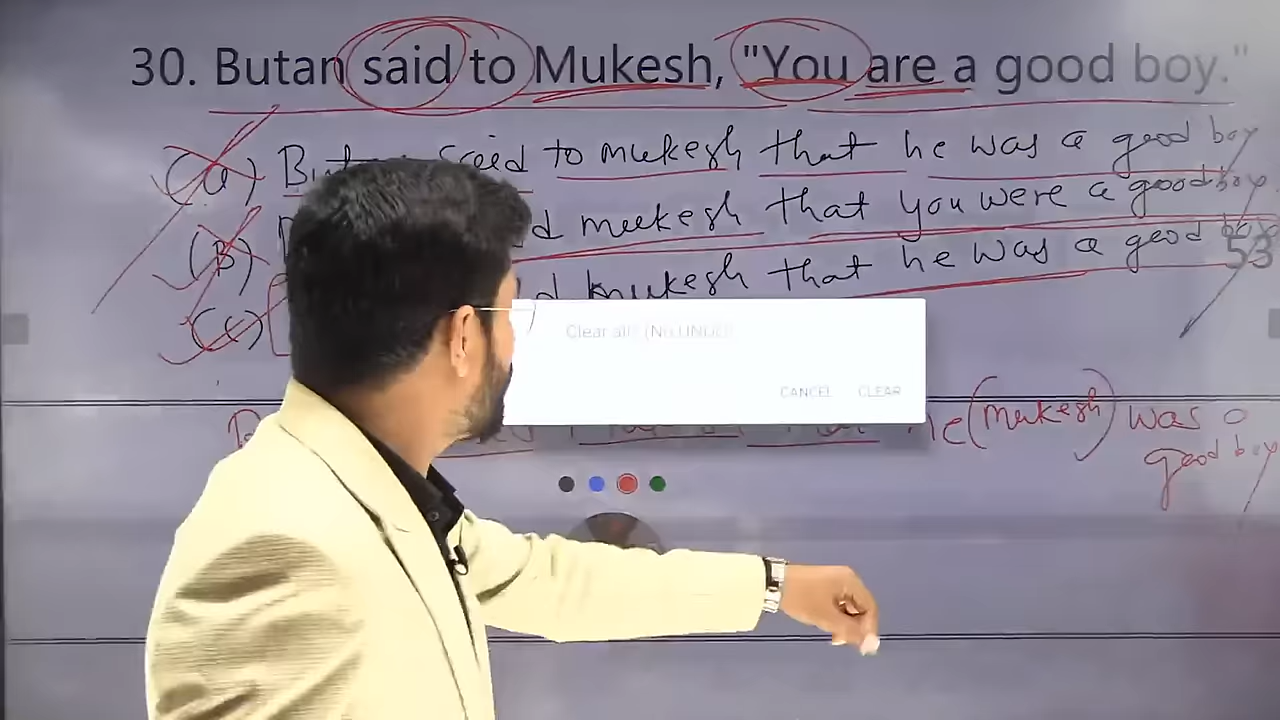 30. Butan said to Mukesh, "You are a good boy."
(a) said to mukesh that he was a good boy
(B) mukesh that you were a good boy
(C) mukesh that he was a good boy
53
Clear all? (No UNDO)
CANCEL CLEAR
he (mukesh) was a
good boy